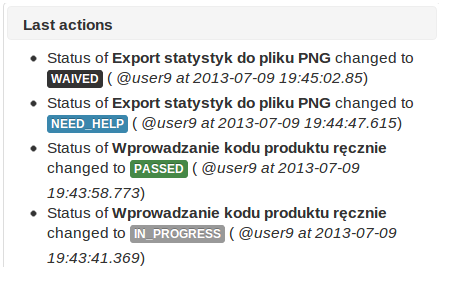 Last actions
Status of Export statystyk do pliku PNG changed to
WAIVED ( @user9 at 2013-07-09 19:45:02.85)
Status of Export statystyk do pliku PNG changed to
NEED_HELP ( @user9 at 2013-07-09 19:44:47.615)
Status of Wprowadzanie kodu produktu ręcznie
changed to PASSED ( @user9 at 2013-07-09
19:43:58.773)
Status of Wprowadzanie kodu produktu ręcznie
changed to IN_PROGRESS ( @user9 at 2013-07-09
19:43:41.369)